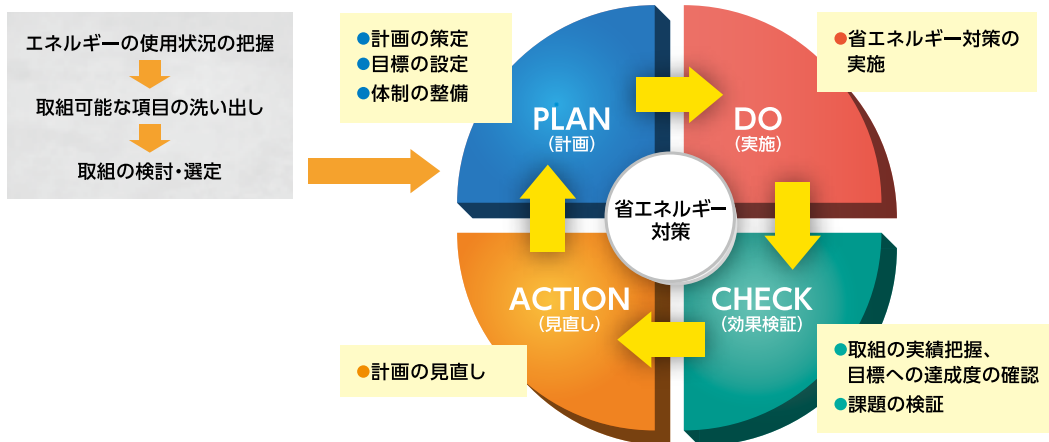 エネルギーの使用状況の把握
取組可能な項目の洗い出し
取組の検討・選定
●計画の策定
●目標の設定
●体制の整備
PLAN
(計画)
DO
(実施)
●省エネルギー対策の
実施
省エネルギー
対策
ACTION
(見直し)
CHECK
(効果検証)
●計画の見直し
●取組の実績把握、
目標への達成度の確認
●課題の検証